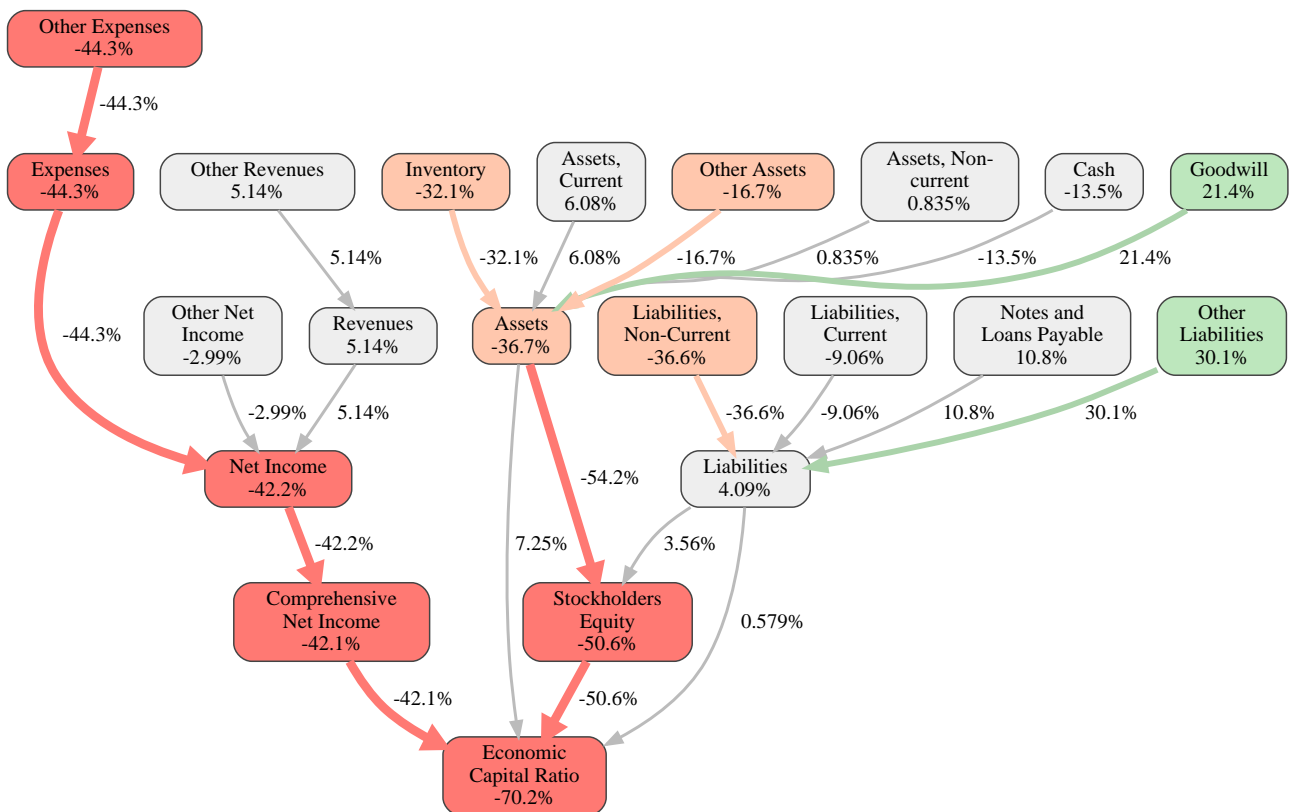 Other Expenses
-44.3%
-44.3%
Expenses
-44.3%
Other Revenues
5.14%
Inventory
-32.1%
Assets,
Current
6.08%
Other Assets
-16.7%
Assets, Non-
current
0.835%
Cash
-13.5%
Goodwill
21.4%
5.14%
-32.1%
6.08%
-16.7%
0.835%
-13.5%
21.4%
-44.3%
Other Net
Income
-2.99%
Revenues
5.14%
Assets
-36.7%
Liabilities,
Non-Current
-36.6%
Liabilities,
Current
-9.06%
Notes and
Loans Payable
10.8%
Other
Liabilities
30.1%
-2.99%
5.14%
-36.6%
-9.06%
10.8%
30.1%
Net Income
-42.2%
-54.2%
Liabilities
4.09%
-42.2%
7.25%
3.56%
Comprehensive
Net Income
-42.1%
Stockholders
Equity
-50.6%
0.579%
-42.1%
-50.6%
Economic
Capital Ratio
-70.2%